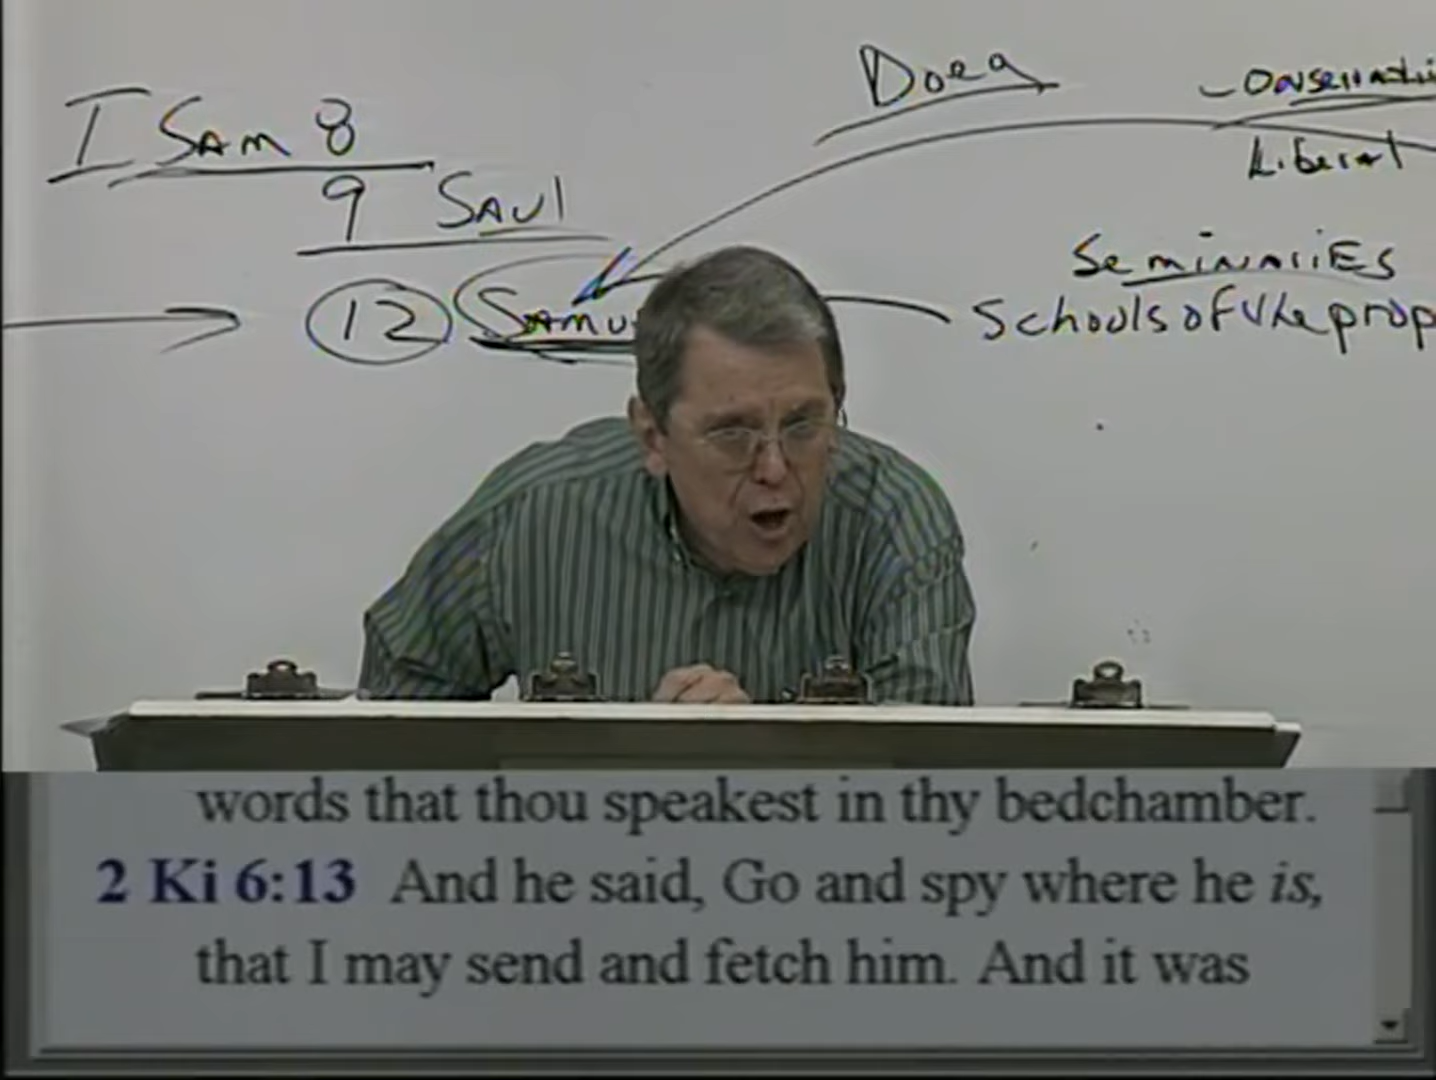 I SAM 8
9 SAUl
12
Doeg
Liberal
SeminariES
Schools of the prop
words that thou speakest in thy bedchamber.
2 Ki 6:13 And he said, Go and spy where he is,
that I may send and fetch him. And it was